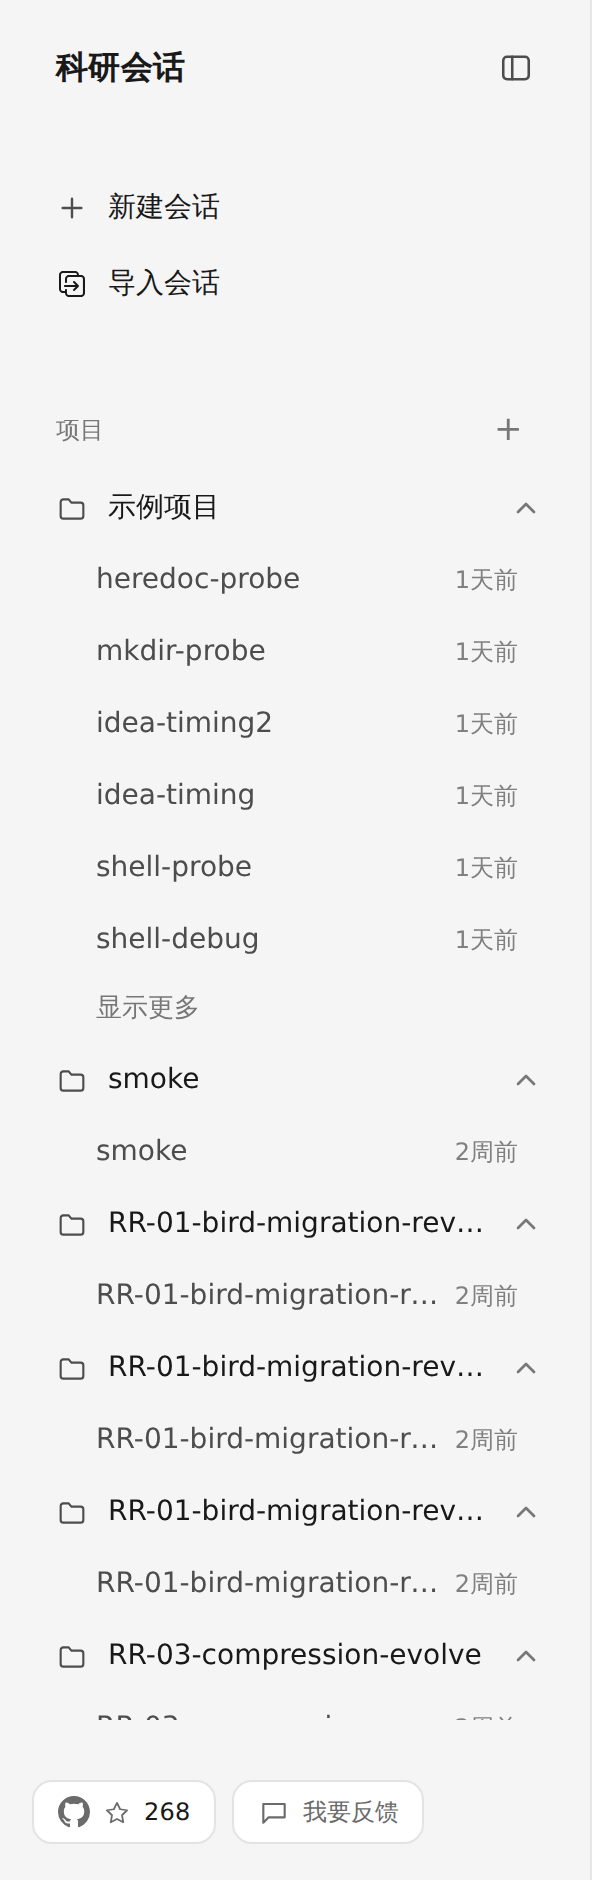 科研会话
新建会话
导入会话
项目
示例项目
heredoc-probe 1天前
mkdir-probe 1天前
idea-timing2 1天前
idea-timing 1天前
shell-probe 1天前
shell-debug 1天前
显示更多
smoke
smoke 2周前
RR-01-bird-migration-rev...
RR-01-bird-migration-r... 2周前
RR-01-bird-migration-rev...
RR-01-bird-migration-r... 2周前
RR-01-bird-migration-rev...
RR-01-bird-migration-r... 2周前
RR-03-compression-evolve
268 我要反馈